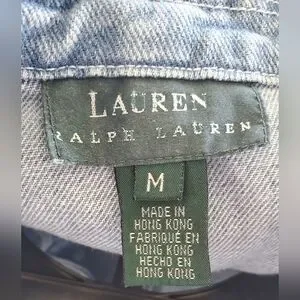 LAUREN
RALPH LAUREN
M
MADE IN
HONG KONG
FABRIQUÉ EN
HONG KONG
HECHO EN
HONG KONG